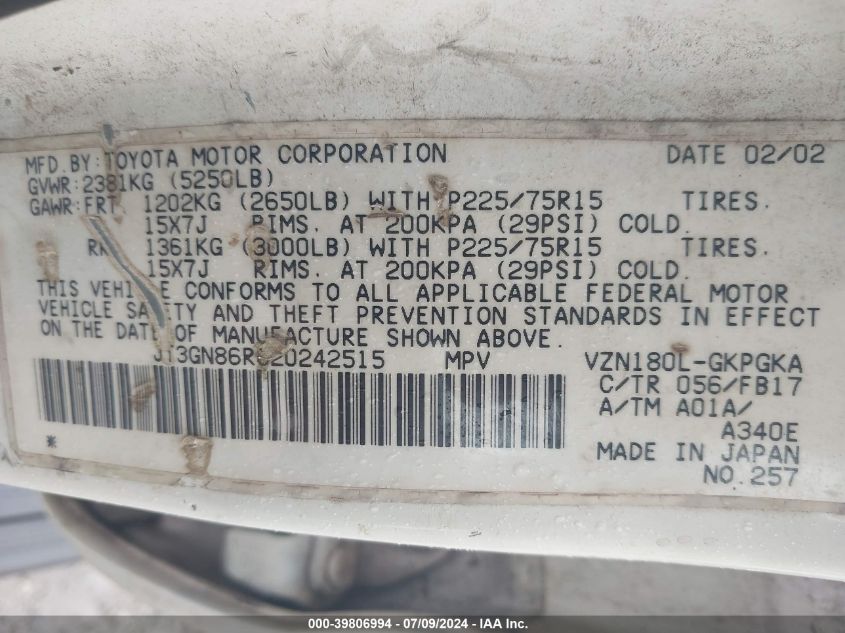 MFD. BY: TOYOTA MOTOR CORPORATION DATE 02/02
GVWR: 2381KG (5250LB)
GAWR: FRT. 1202KG (2650LB) WITH P225/75R15 TIRES.
15X7J RIMS. AT 200KPA (29PSI) COLD.
1361KG (3000LB) WITH P225/75R15 TIRES.
15X7J RIMS. AT 200KPA (29PSI) COLD.
THIS CONFORMS TO ALL APPLICABLE FEDERAL MOTOR
VEHICLE SAFETY AND THEFT PREVENTION STANDARDS IN EFFECT
ON THE DATE OF MANUFACTURE SHOWN ABOVE.
MPV VZN180L-GKPGKA
C/TR 056/FB17
A/TM A01A/
A340E
MADE IN JAPAN
NO. 257
000-39806994 / 07/09/2024 - IAA Inc.